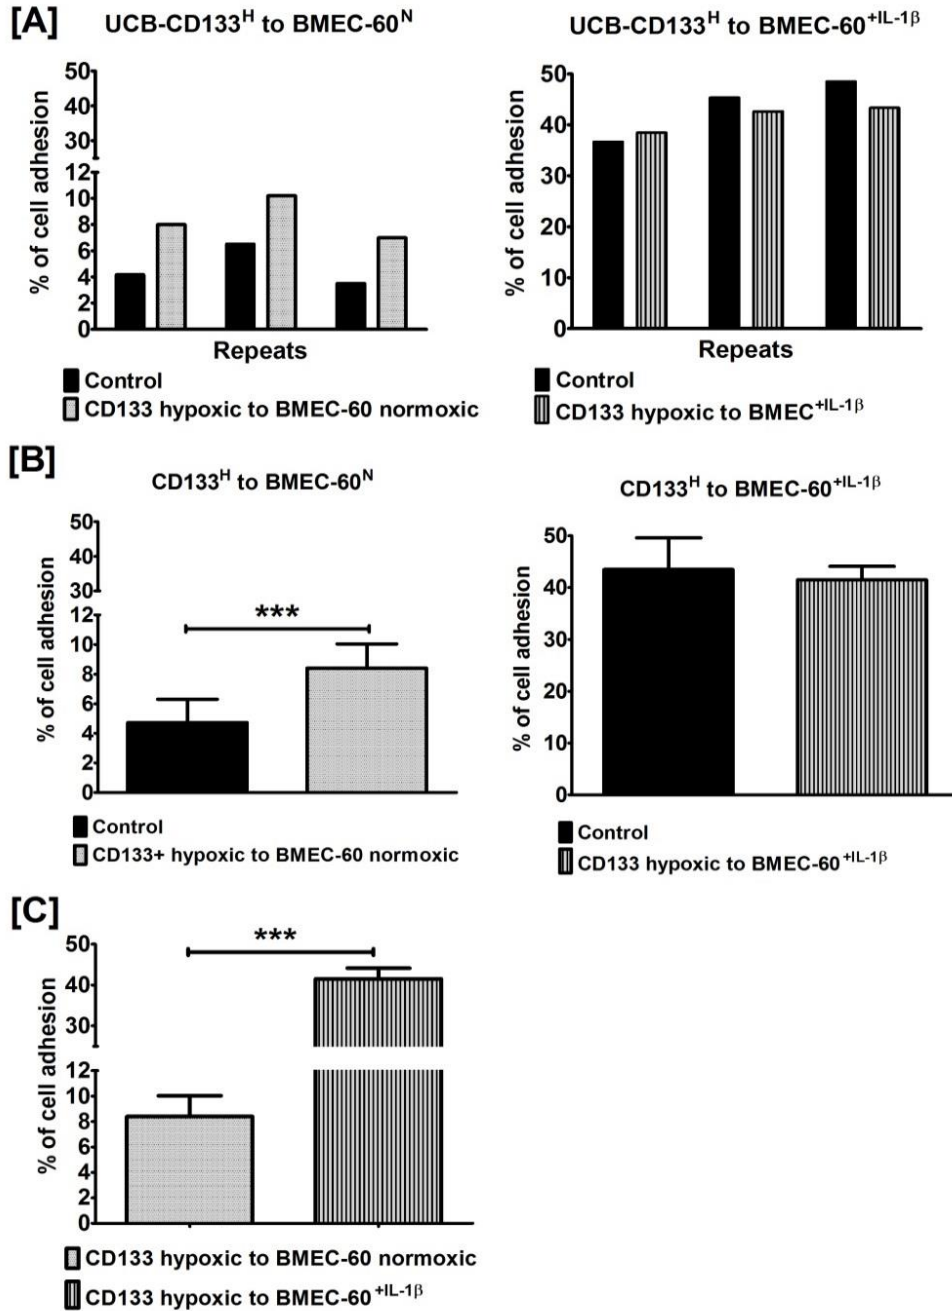 [A]
UCB-CD133ᴴ to BMEC-60ᴺ
% of cell adhesion
50
40
30
12
10
8
6
4
2
0
Repeats
Control
CD133 hypoxic to BMEC-60 normoxic
UCB-CD133ᴴ to BMEC-60⁺ᴵᴸ⁻¹ᵝ
% of cell adhesion
50
40
30
20
10
0
Repeats
Control
CD133 hypoxic to BMEC⁺ᴵᴸ⁻¹ᵝ
[B]
CD133ᴴ to BMEC-60ᴺ
% of cell adhesion
50
40
30
12
10
8
6
4
2
0
***
Control
CD133+ hypoxic to BMEC-60 normoxic
CD133ᴴ to BMEC-60⁺ᴵᴸ⁻¹ᵝ
% of cell adhesion
50
40
30
20
10
0
Control
CD133 hypoxic to BMEC-60⁺ᴵᴸ⁻¹ᵝ
[C]
% of cell adhesion
50
40
30
12
10
8
6
4
2
0
***
CD133 hypoxic to BMEC-60 normoxic
CD133 hypoxic to BMEC-60⁺ᴵᴸ⁻¹ᵝ